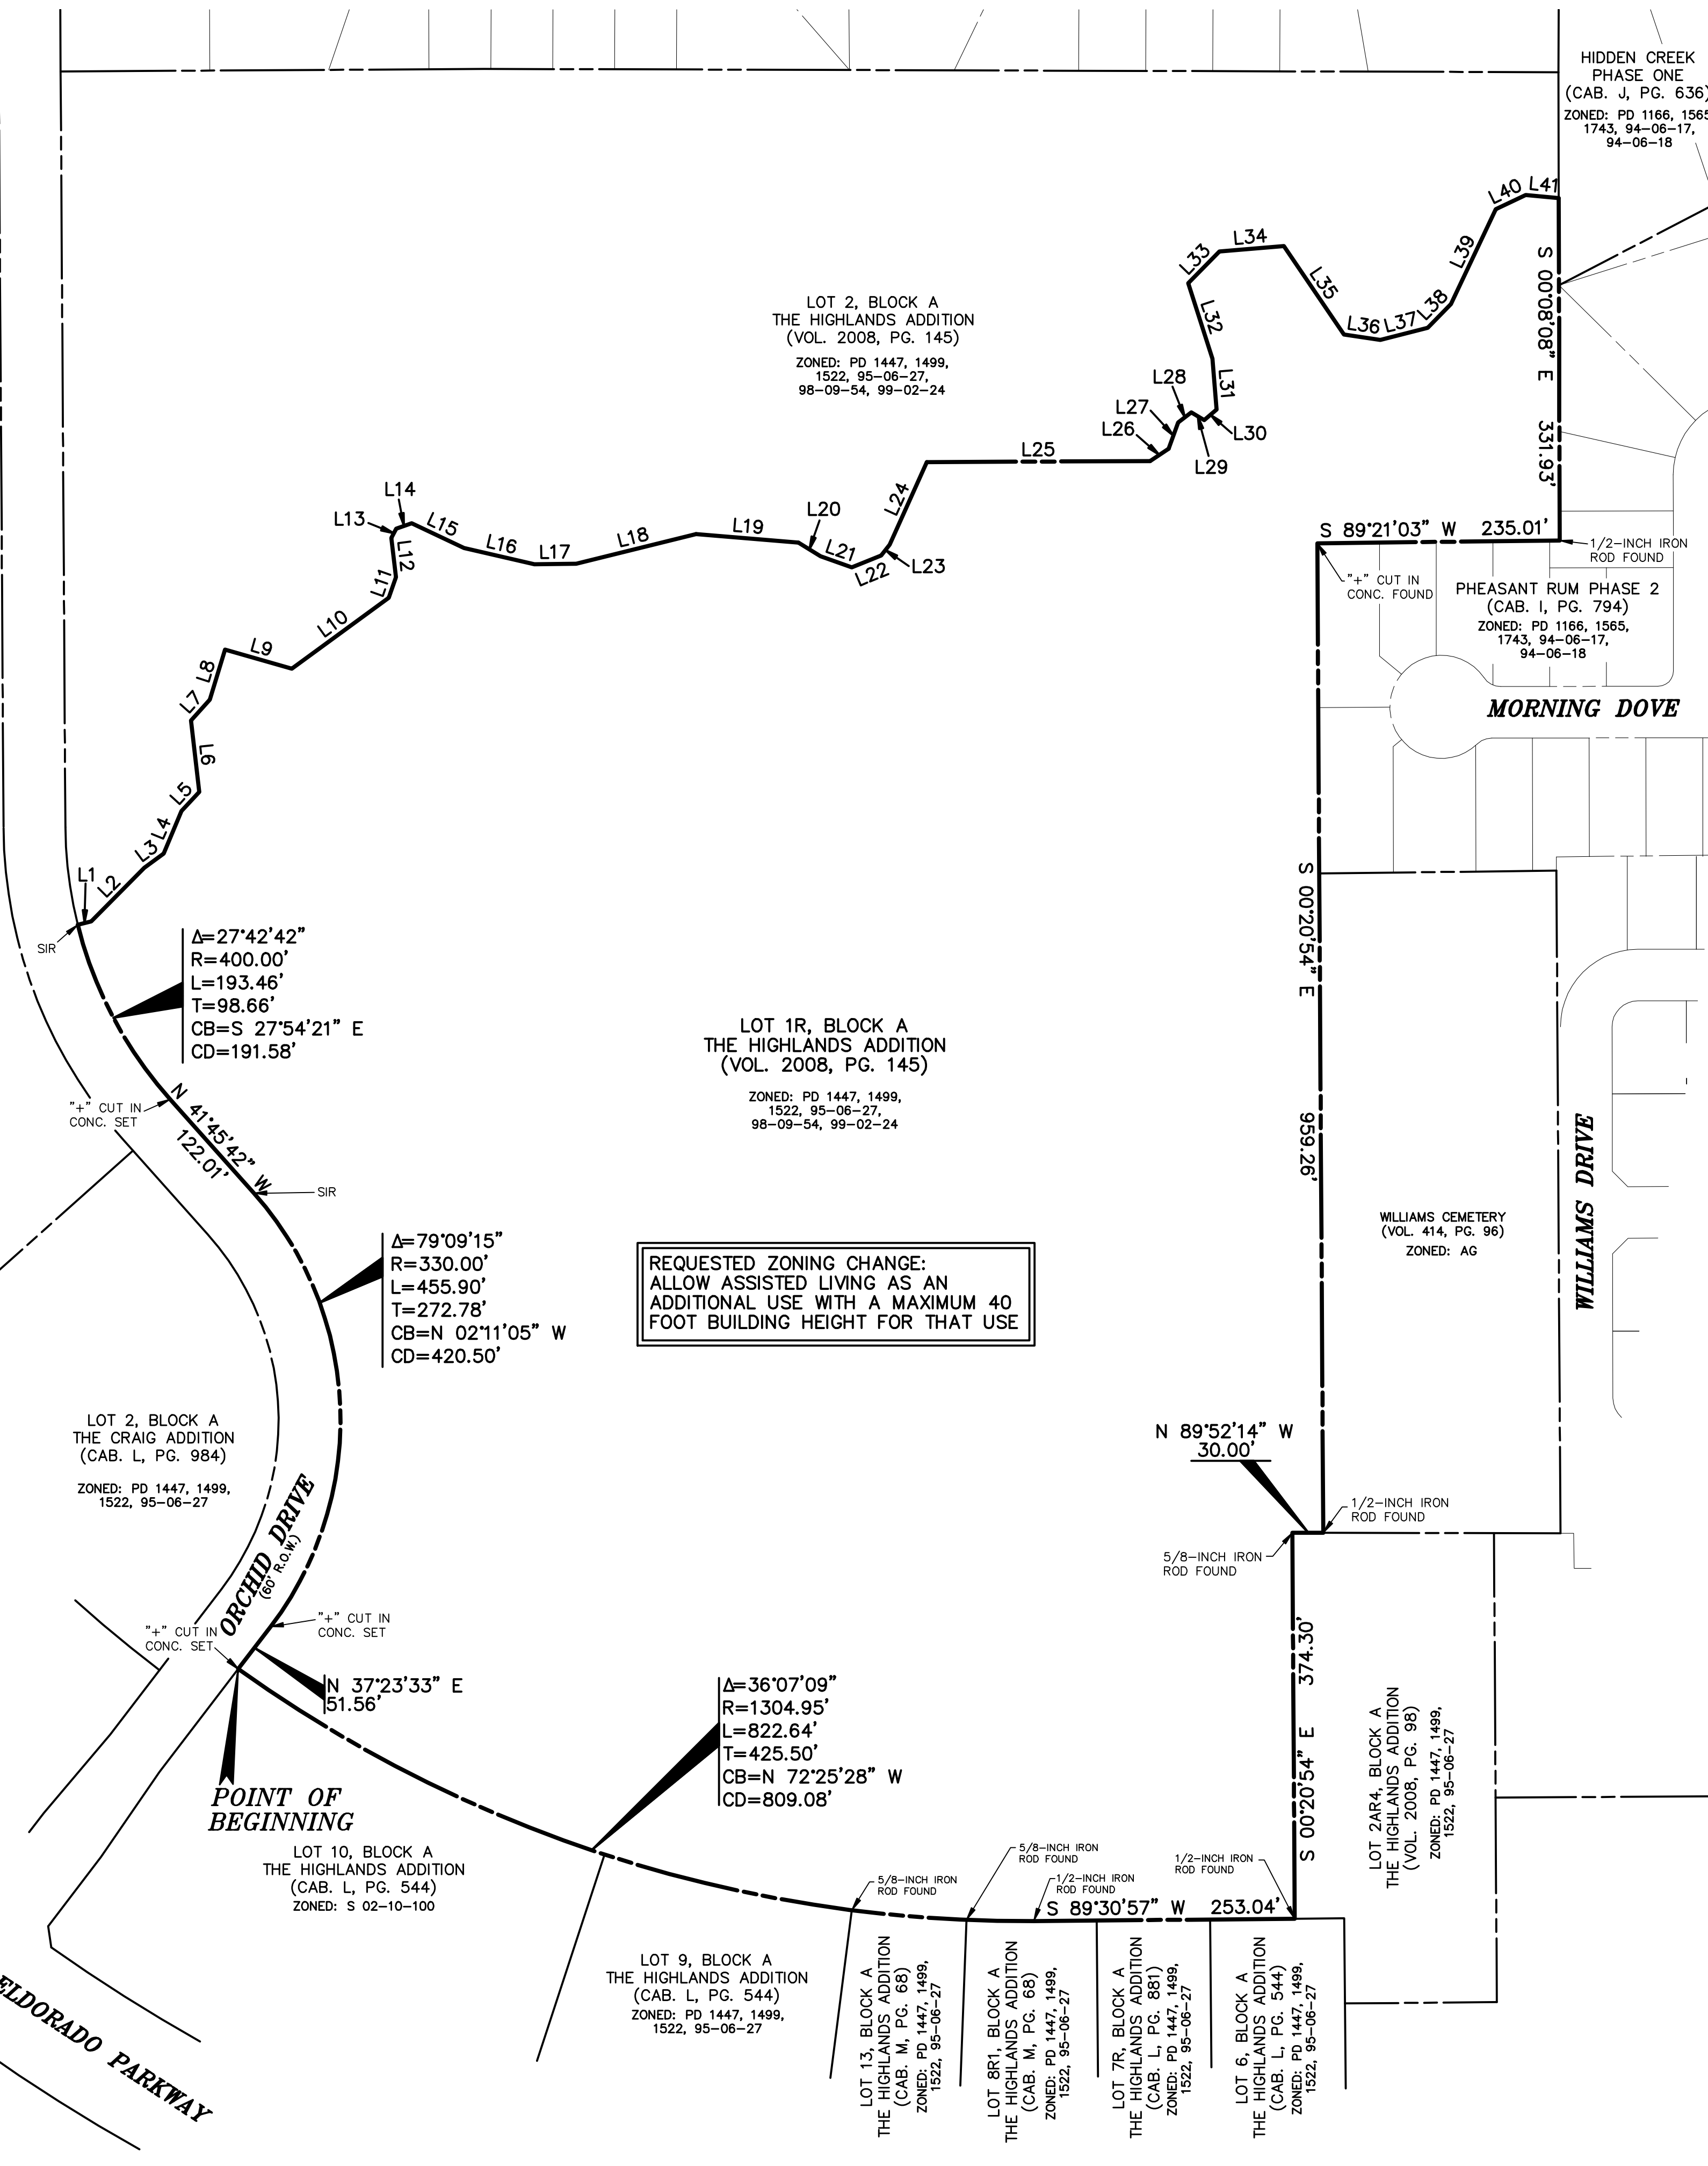 HIDDEN CREEK
PHASE ONE
(CAB. J, PG. 636)
ZONED: PD 1166, 1565
1743, 94-06-17,
94-06-18
L41
L40
L39
L38
L37
L36
L35
L34
L33
L32
L31
L30
L29
L28
L27
L26
L25
L24
L23
L22
L21
L20
L19
L18
L17
L16
L15
L14
L13
L12
L11
L10
L9
L8
L7
L6
L5
L4
L3
L2
L1
SIR
LOT 2, BLOCK A
THE HIGHLANDS ADDITION
(VOL. 2008, PG. 145)
ZONED: PD 1447, 1499,
1522, 95-06-27,
98-09-54, 99-02-24
S 00°08'08" E 331.93'
S 89°21'03" W 235.01'
1/2-INCH IRON
ROD FOUND
"+" CUT IN
CONC. FOUND
PHEASANT RUM PHASE 2
(CAB. I, PG. 794)
ZONED: PD 1166, 1565,
1743, 94-06-17,
94-06-18
MORNING DOVE
Δ=27°42'42"
R=400.00'
L=193.46'
T=98.66'
CB=S 27°54'21" E
CD=191.58'
"+" CUT IN
CONC. SET
N 41°45'42" W
122.01'
SIR
LOT 1R, BLOCK A
THE HIGHLANDS ADDITION
(VOL. 2008, PG. 145)
ZONED: PD 1447, 1499,
1522, 95-06-27,
98-09-54, 99-02-24
S 00°20'54" E 959.26'
WILLIAMS CEMETERY
(VOL. 414, PG. 96)
ZONED: AG
WILLIAMS DRIVE
Δ=79°09'15"
R=330.00'
L=455.90'
T=272.78'
CB=N 02°11'05" W
CD=420.50'
REQUESTED ZONING CHANGE:
ALLOW ASSISTED LIVING AS AN
ADDITIONAL USE WITH A MAXIMUM 40
FOOT BUILDING HEIGHT FOR THAT USE
LOT 2, BLOCK A
THE CRAIG ADDITION
(CAB. L, PG. 984)
ZONED: PD 1447, 1499,
1522, 95-06-27
ORCHID DRIVE
(60' R.O.W.)
N 89°52'14" W
30.00'
1/2-INCH IRON
ROD FOUND
5/8-INCH IRON
ROD FOUND
"+" CUT IN
CONC. SET
"+" CUT IN
CONC. SET
N 37°23'33" E
51.56'
POINT OF
BEGINNING
Δ=36°07'09"
R=1304.95'
L=822.64'
T=425.50'
CB=N 72°25'28" W
CD=809.08'
S 00°20'54" E 374.30'
LOT 2AR4, BLOCK A
THE HIGHLANDS ADDITION
(VOL. 2008, PG. 98)
ZONED: PD 1447, 1499,
1522, 95-06-27
LOT 10, BLOCK A
THE HIGHLANDS ADDITION
(CAB. L, PG. 544)
ZONED: S 02-10-100
5/8-INCH IRON
ROD FOUND
5/8-INCH IRON
ROD FOUND
1/2-INCH IRON
ROD FOUND
1/2-INCH IRON
ROD FOUND
S 89°30'57" W 253.04'
LOT 9, BLOCK A
THE HIGHLANDS ADDITION
(CAB. L, PG. 544)
ZONED: PD 1447, 1499,
1522, 95-06-27
LOT 13, BLOCK A
THE HIGHLANDS ADDITION
(CAB. M, PG. 68)
ZONED: PD 1447, 1499,
1522, 95-06-27
LOT 8R1, BLOCK A
THE HIGHLANDS ADDITION
(CAB. M, PG. 68)
ZONED: PD 1447, 1499,
1522, 95-06-27
LOT 7R, BLOCK A
THE HIGHLANDS ADDITION
(CAB. L, PG. 881)
ZONED: PD 1447, 1499,
1522, 95-06-27
LOT 6, BLOCK A
THE HIGHLANDS ADDITION
(CAB. L, PG. 544)
ZONED: PD 1447, 1499,
1522, 95-06-27
ELDORADO PARKWAY